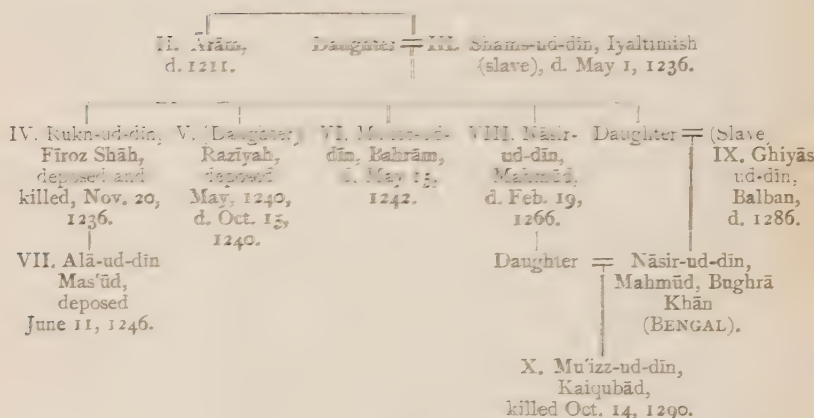 II. Ārām,
d. 1211.
Daughter = III. Shams-ud-dīn, Iyaltimish
(slave), d. May 1, 1236.
IV. Rukn-ud-dīn,
Fīroz Shāh,
deposed and
killed, Nov. 20,
1236.
V. (Daughter)
Razīyah,
deposed
May, 1240,
d. Oct. 15,
1240.
VI. ud-
dīn, Bahrām,
d. May 15,
1242.
VIII. Nāsir-
ud-dīn,
Mahmūd,
d. Feb. 19,
1266.
Daughter = (Slave
IX. Ghiyās
ud-dīn,
Balban,
d. 1286.
VII. Alā-ud-dīn
Mas'ūd,
deposed
June 11, 1246.
Daughter = Nāsir-ud-dīn,
Mahmūd, Bughrā
Khān
(BENGAL).
X. Mu'izz-ud-dīn,
Kaiqubād,
killed Oct. 14, 1290.